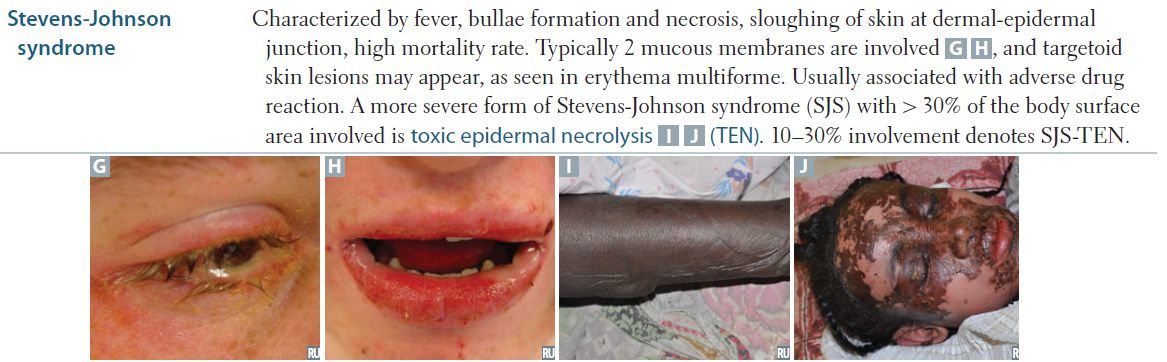 Stevens-Johnson syndrome
Characterized by fever, bullae formation and necrosis, sloughing of skin at dermal-epidermal
junction, high mortality rate. Typically 2 mucous membranes are involved G H, and targetoid
skin lesions may appear, as seen in erythema multiforme. Usually associated with adverse drug
reaction. A more severe form of Stevens-Johnson syndrome (SJS) with > 30% of the body surface
area involved is toxic epidermal necrolysis I J (TEN). 10–30% involvement denotes SJS-TEN.
G
H
I
J
RU
RU
RU
R